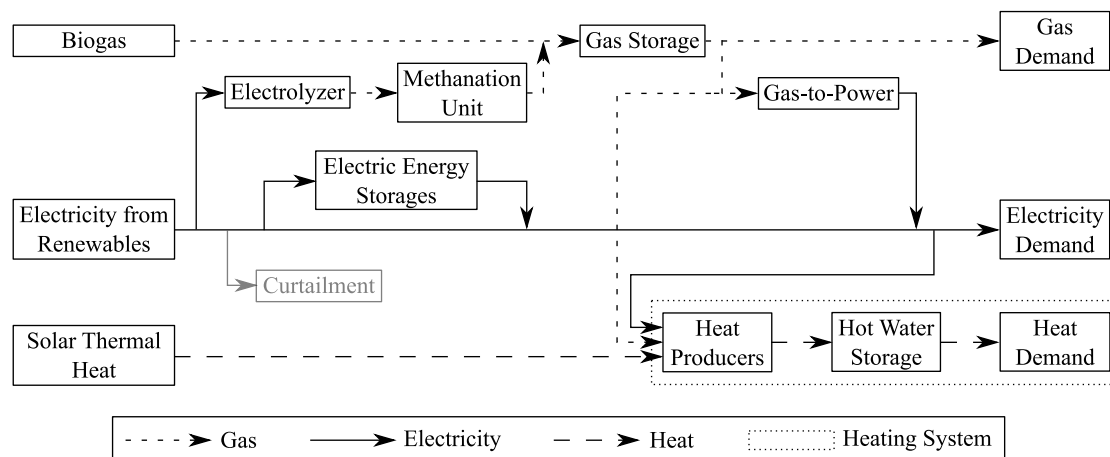 Biogas
Gas Storage
Gas
Demand
Electrolyzer
Methanation
Unit
Gas-to-Power
Electric Energy
Storages
Electricity from
Renewables
Electricity
Demand
Curtailment
Solar Thermal
Heat
Heat
Producers
Hot Water
Storage
Heat
Demand
Gas
Electricity
Heat
Heating System